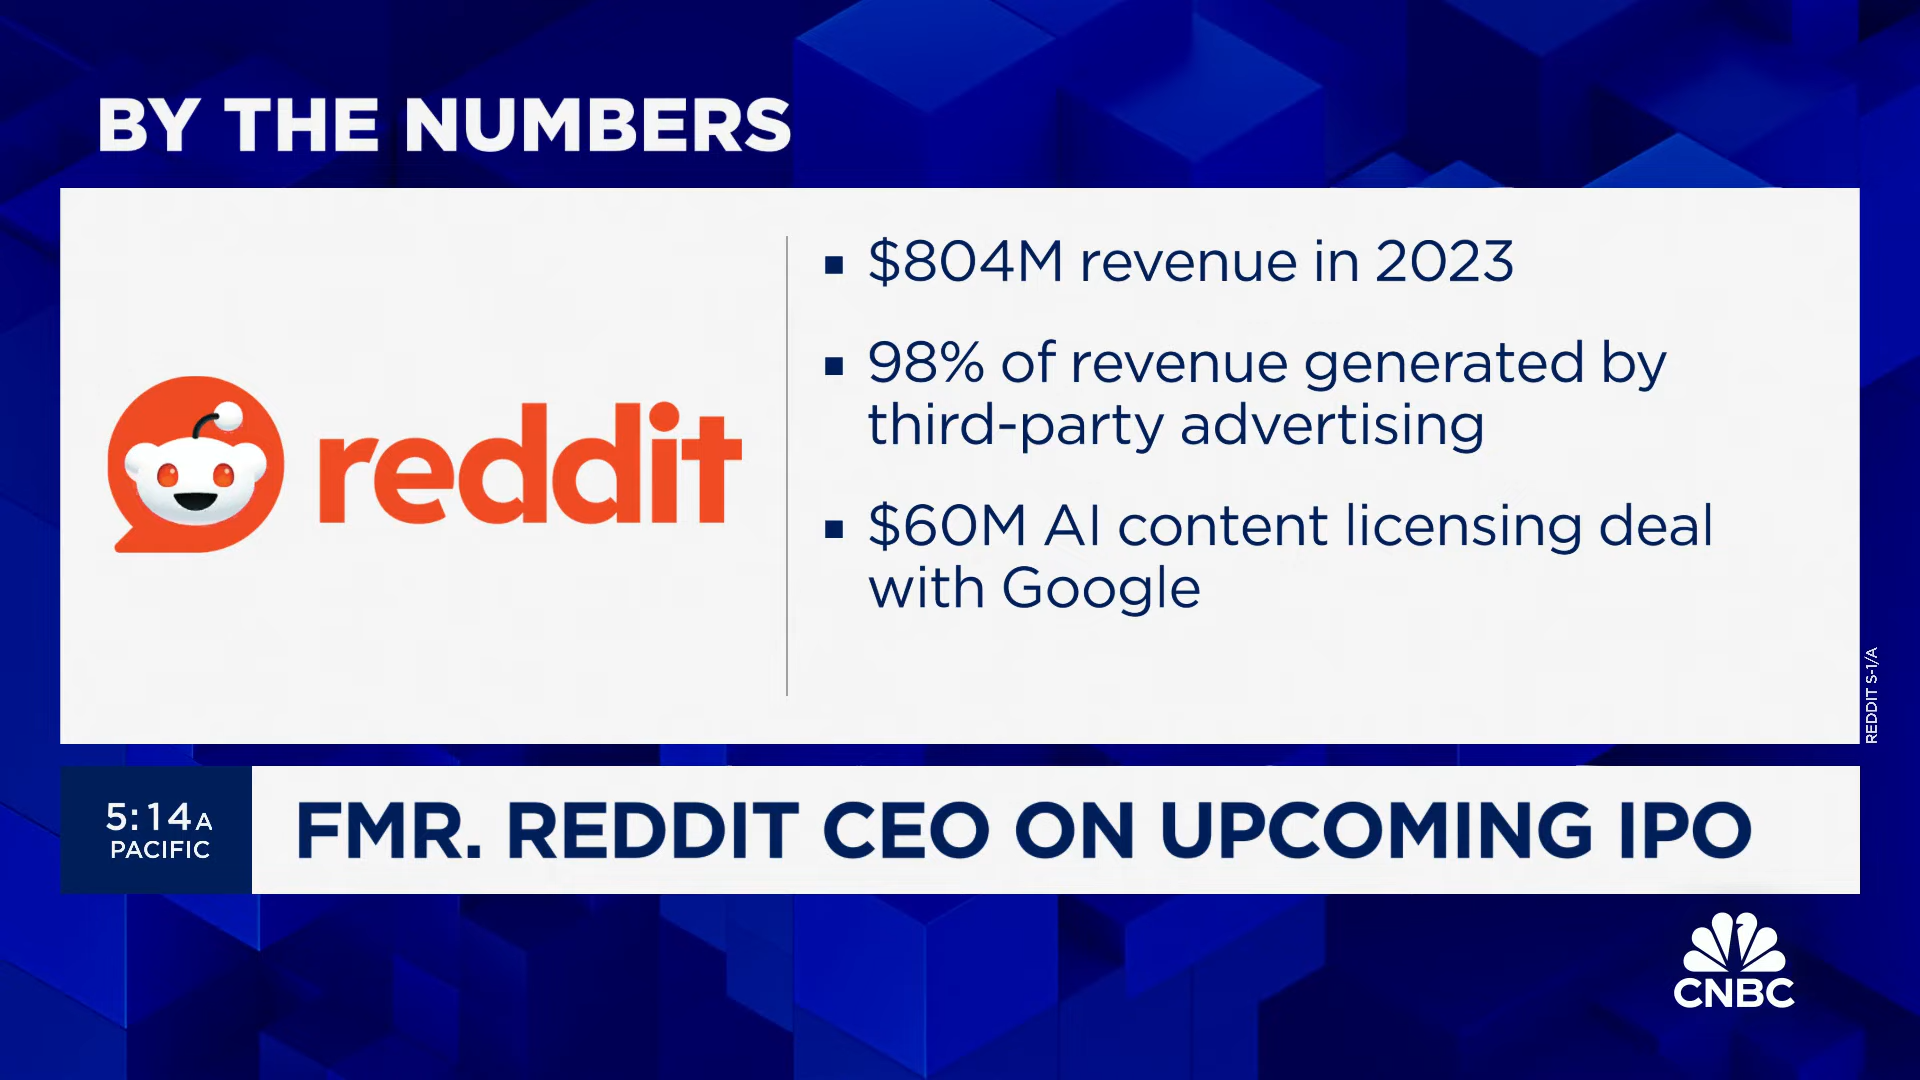 BY THE NUMBERS
reddit
▪ $804M revenue in 2023
▪ 98% of revenue generated by
third-party advertising
▪ $60M AI content licensing deal
with Google
REDDIT S-1/A
5:14A
PACIFIC
FMR. REDDIT CEO ON UPCOMING IPO
CNBC